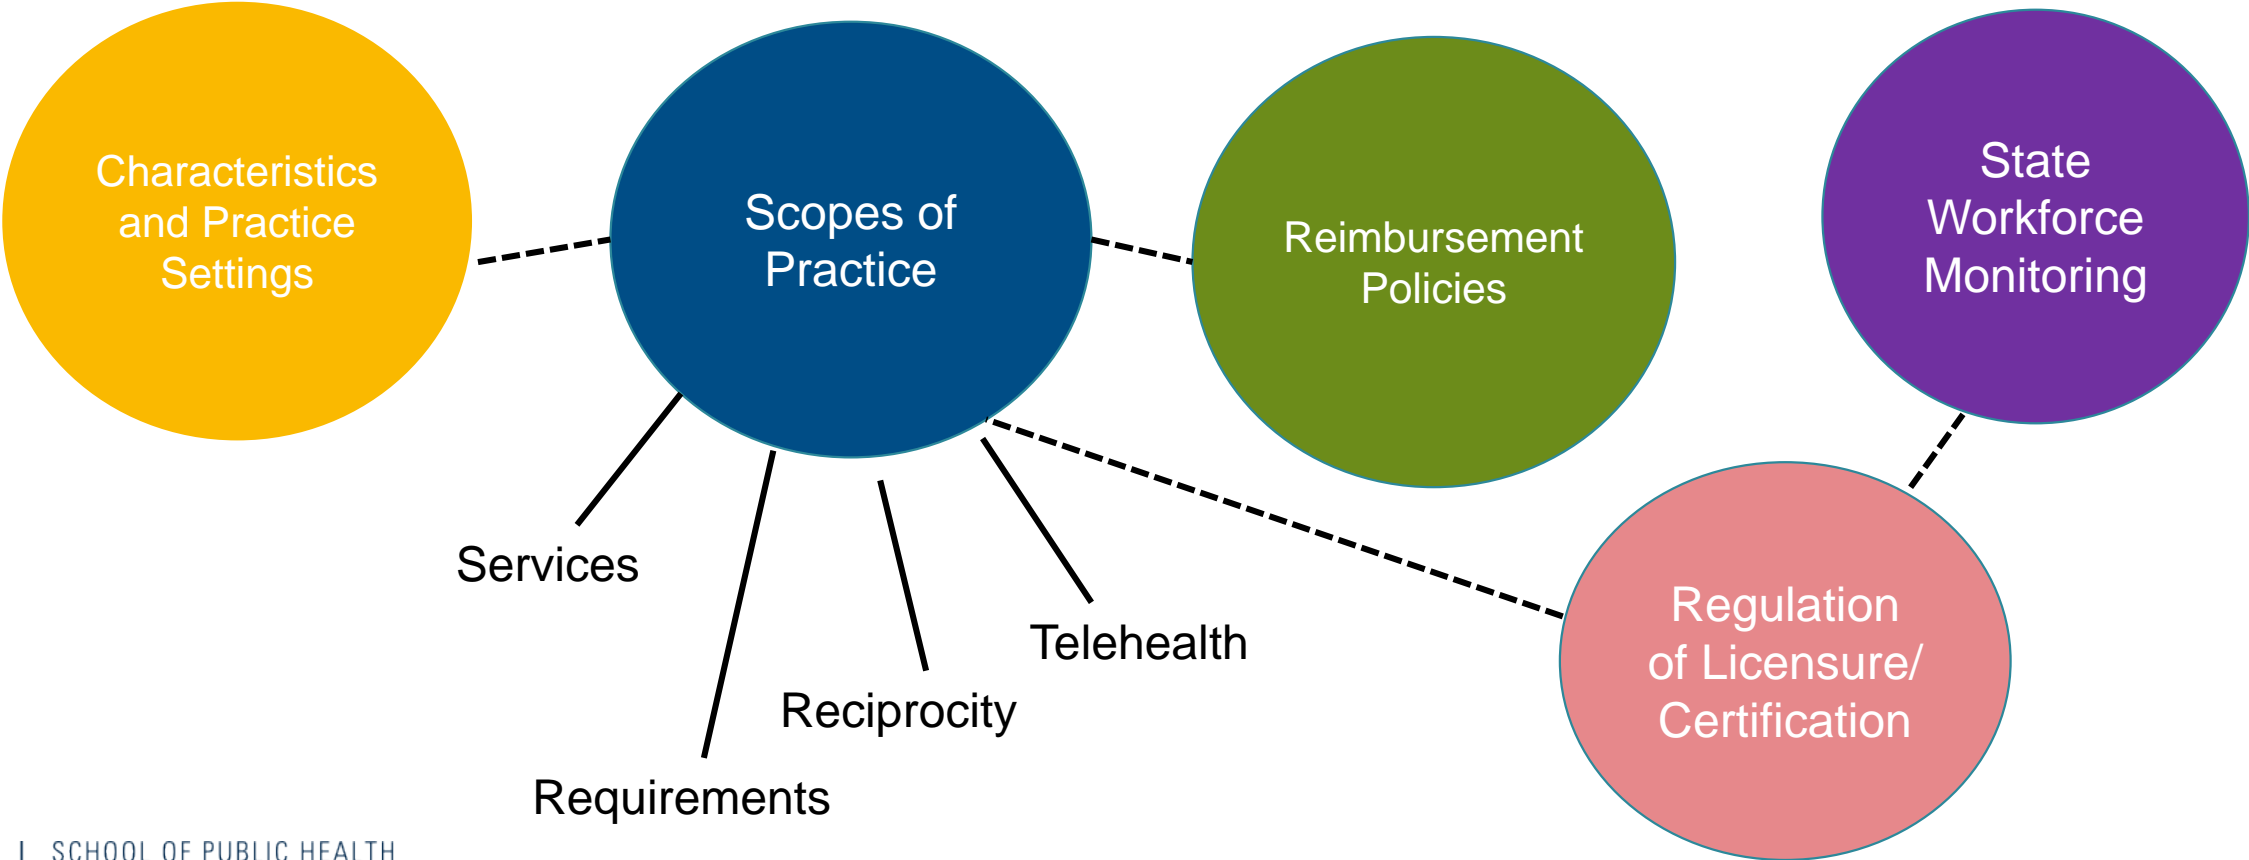 Characteristics
and Practice
Settings
Scopes of
Practice
Reimbursement
Policies
State
Workforce
Monitoring
Services
Telehealth
Reciprocity
Requirements
Regulation
of Licensure/
Certification
SCHOOL OF PUBLIC HEALTH